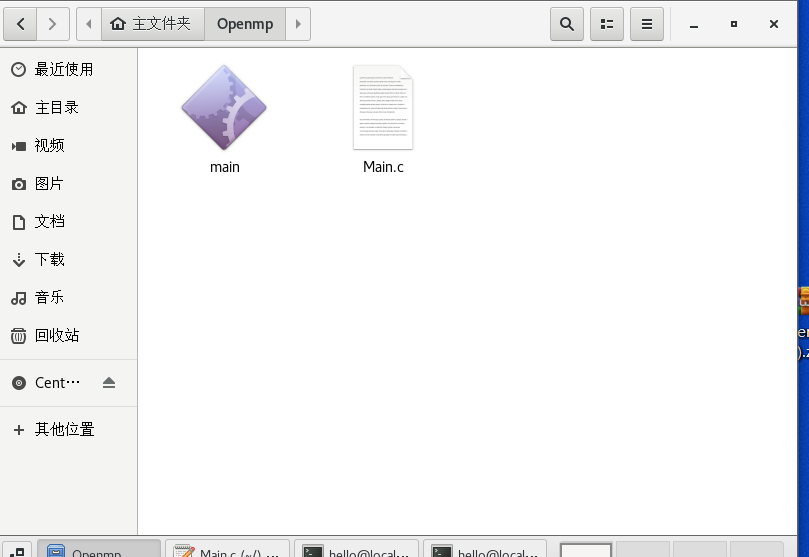 主文件夹 Openmp
最近使用
主目录
视频
图片
文档
下载
音乐
回收站
Cent…
其他位置
main
Main.c
Openmp
Main.c (~/) …
hello@local…
hello@local…